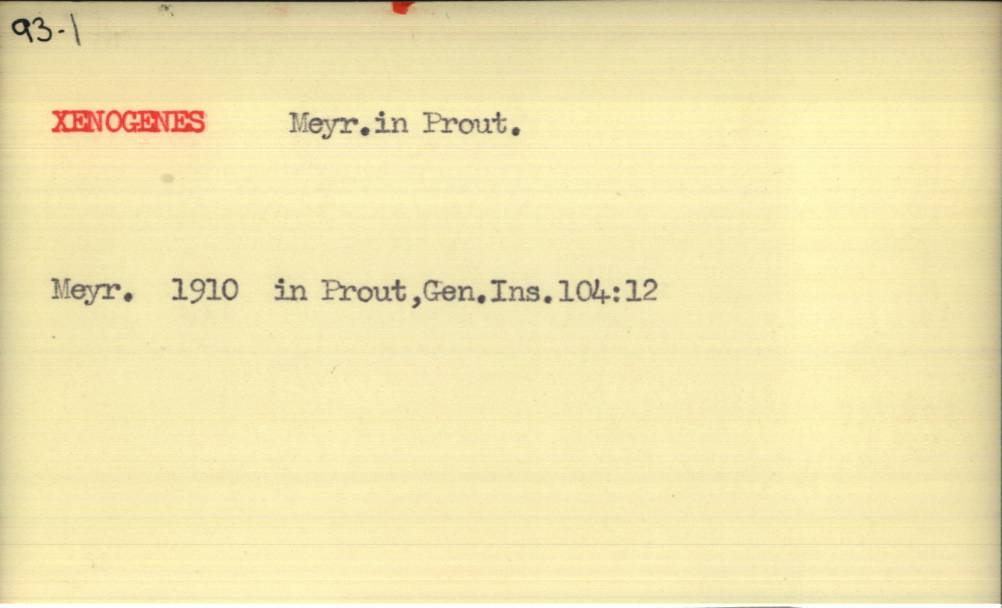 93-1
XENOGENES Meyr.in Prout.
Meyr. 1910 in Prout,Gen.Ins.104:12